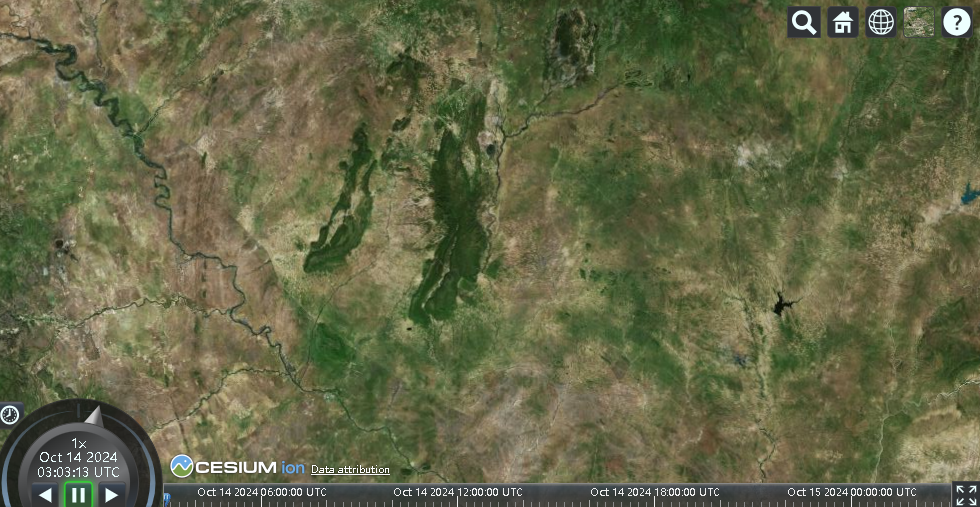 ?
1x
Oct 14 2024
03:03:13 UTC
CESIUM ion Data attribution
Oct 14 2024 06:00:00 UTC
Oct 14 2024 12:00:00 UTC
Oct 14 2024 18:00:00 UTC
Oct 15 2024 00:00:00 UTC